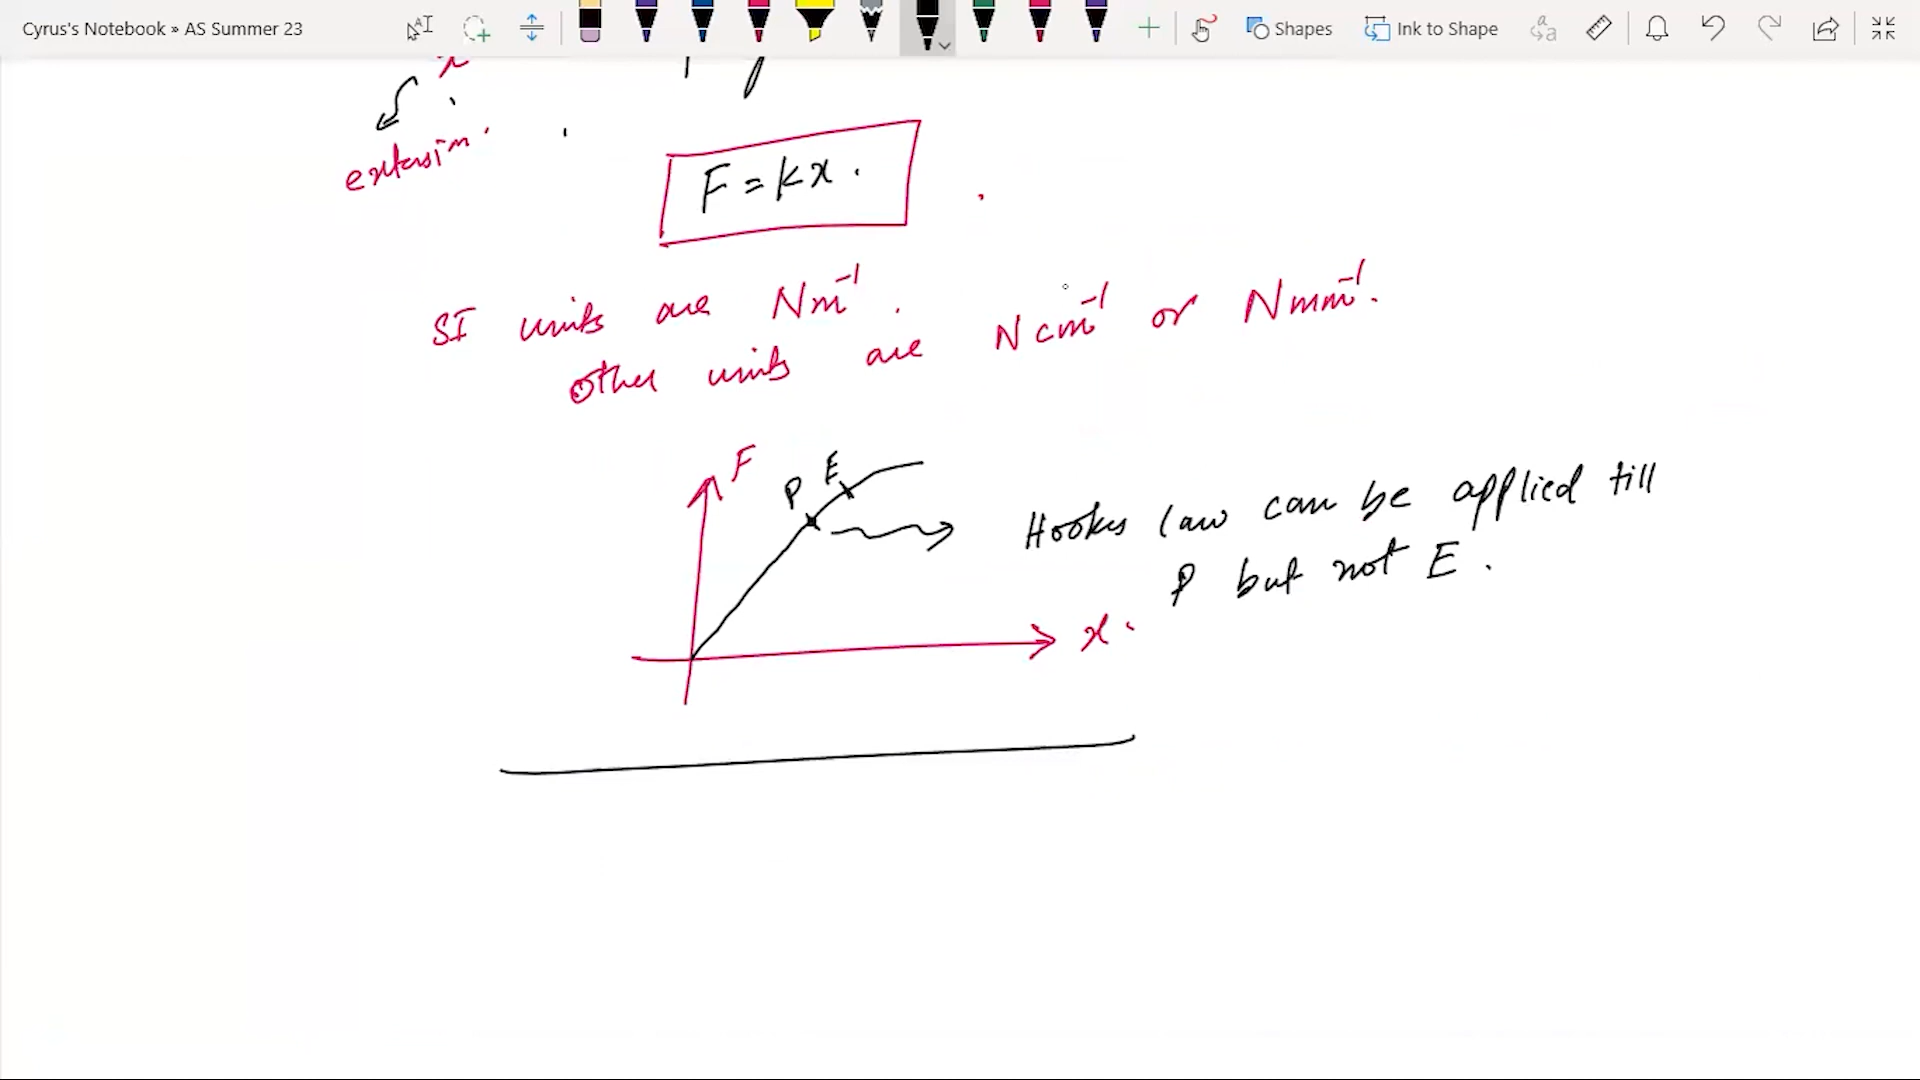 Cyrus's Notebook » AS Summer 23
Shapes
Ink to Shape
x
extension
F = kx.
SI units are Nm⁻¹.
other units are Ncm⁻¹ or Nmm⁻¹.
F
P E
Hookes law can be applied till
P but not E.
x